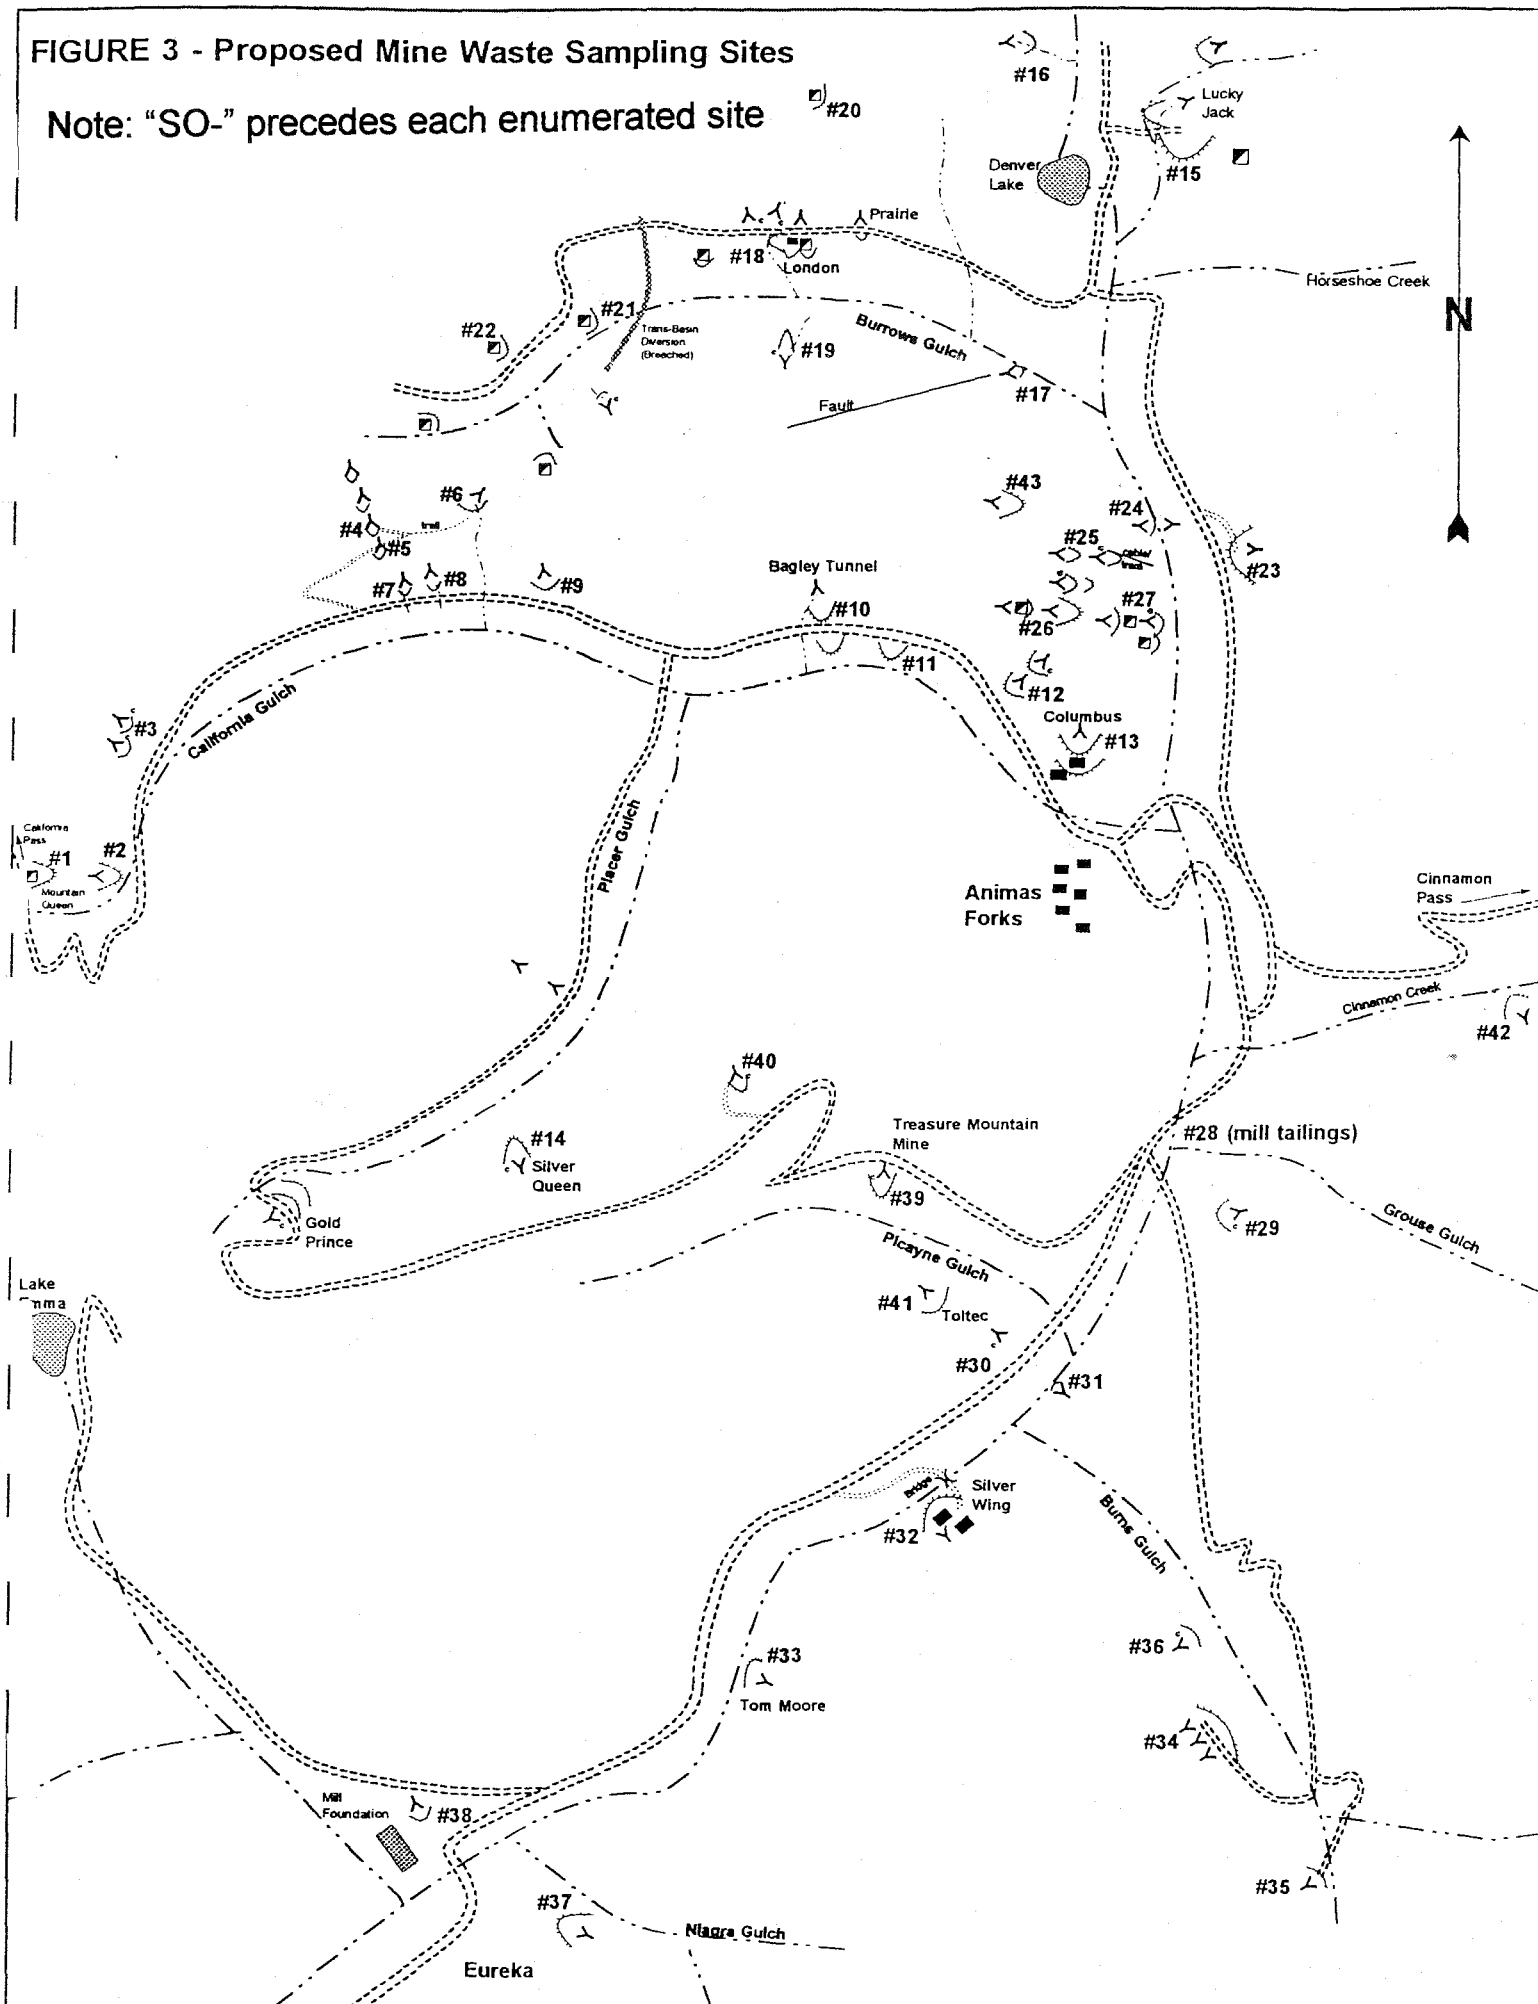 FIGURE 3 - Proposed Mine Waste Sampling Sites
Note: “SO-” precedes each enumerated site
#16
#20
Lucky
Jack
#15
Denver
Lake
Prairie
#18
London
Horseshoe Creek
N
#21
#22
Trans-Basin
Diversion
(Breached)
#19
Burrows Gulch
#17
Fault
#43
#6
#4
trail
#5
#24
#25
cable/
tram
#23
#7
#8
#9
Bagley Tunnel
#10
#27
#26
#11
#12
Columbus
#13
California Gulch
#3
Placer Gulch
California
Pass
#1
#2
Mountain
Queen
Animas
Forks
Cinnamon
Pass
Cinnamon Creek
#42
#40
Treasure Mountain
Mine
#39
#28 (mill tailings)
#14
Silver
Queen
Gold
Prince
#29
Grouse Gulch
Picayne Gulch
#41
Toltec
#30
#31
Lake
Bridge
Silver
Wing
#32
Burns Gulch
#36
#33
Tom Moore
#34
Mill
Foundation
#38
#35
#37
Niagra Gulch
Eureka